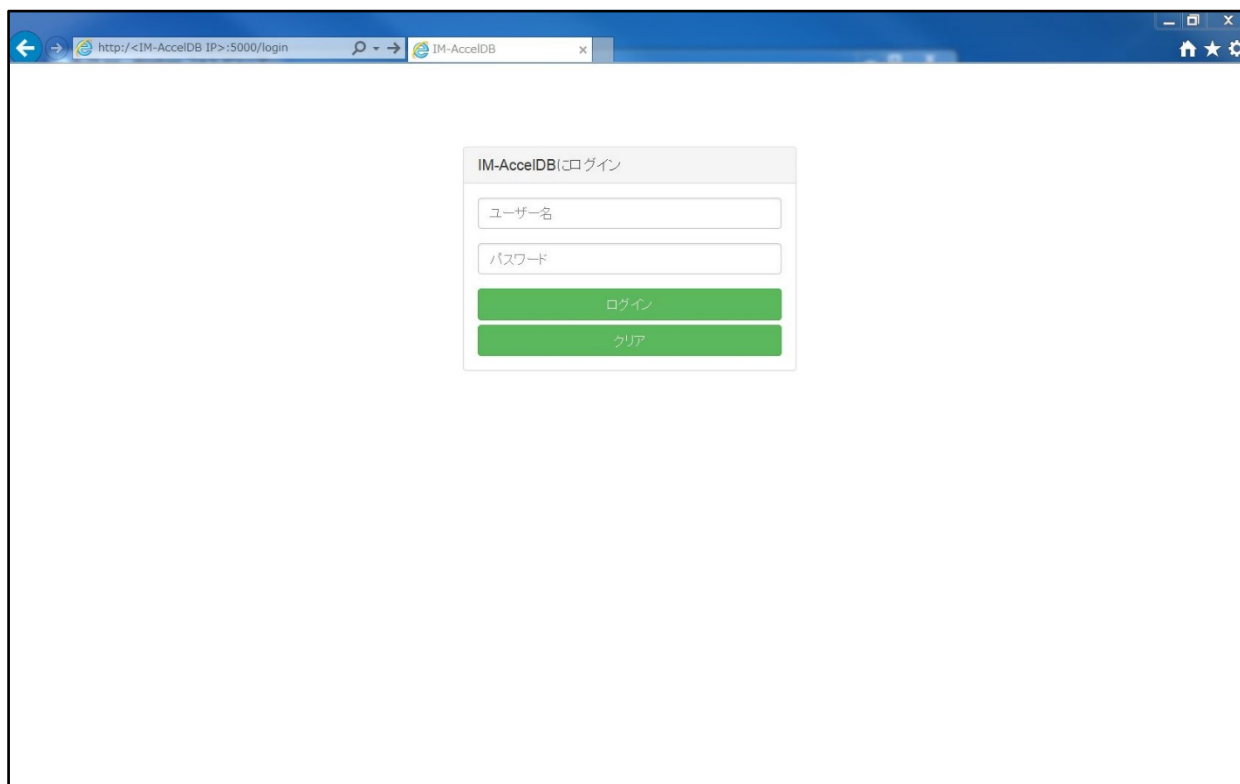 http:/<IM-AccelDB IP>:5000/login
IM-AccelDB
IM-AccelDBにログイン
ユーザー名
パスワード
ログイン
クリア